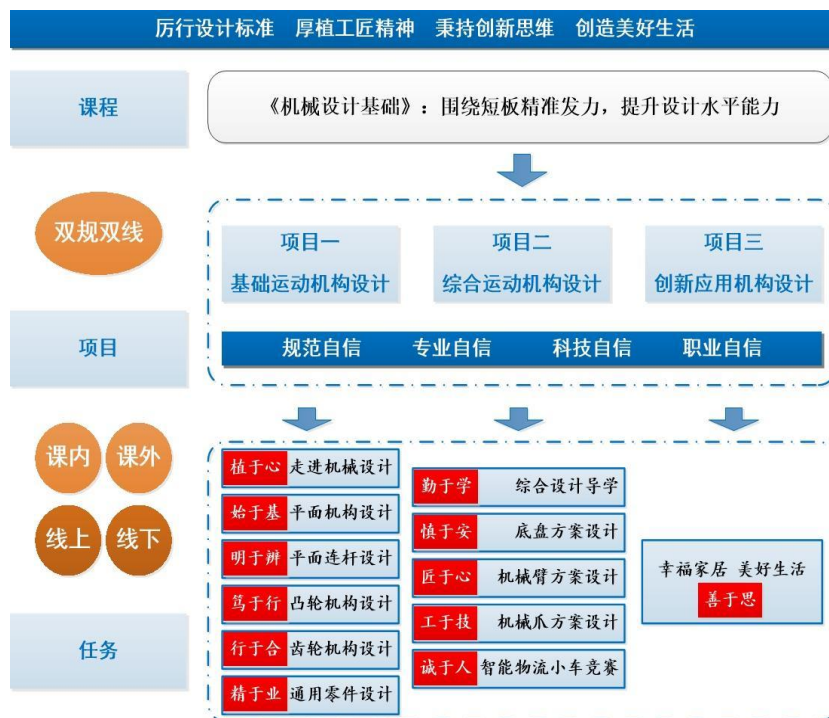 厉行设计标准 厚植工匠精神 秉持创新思维 创造美好生活
课程
《机械设计基础》：围绕短板精准发力，提升设计水平能力
双规双线
项目一
基础运动机构设计
项目二
综合运动机构设计
项目三
创新应用机构设计
项目
规范自信 专业自信 科技自信 职业自信
课内 课外
线上 线下
任务
植于心 走进机械设计
始于基 平面机构设计
明于辨 平面连杆设计
笃于行 凸轮机构设计
行于合 齿轮机构设计
精于业 通用零件设计
勤于学 综合设计导学
慎于安 底盘方案设计
匠于心 机械臂方案设计
工于技 机械爪方案设计
诚于人 智能物流小车竞赛
幸福家居 美好生活
善于思